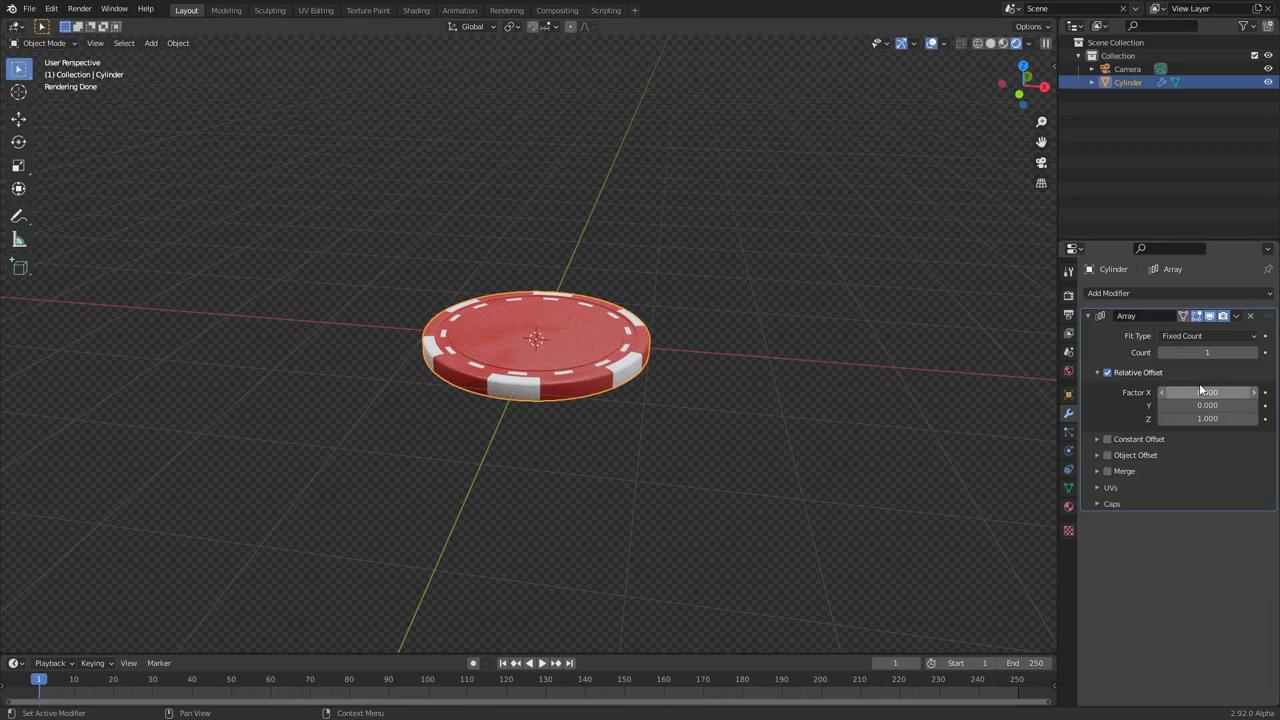 File Edit Render Window Help Layout Modeling Sculpting UV Editing Texture Paint Shading Animation Rendering Compositing Scripting + Scene View Layer
Global Options
Object Mode View Select Add Object
User Perspective
(1) Collection | Cylinder
Rendering Done
Z
Y
X
Scene Collection
Collection
Camera
Cylinder
Cylinder Array
Add Modifier
Array
Fit Type Fixed Count
Count 1
Relative Offset
Factor X
Y 0.000
Z 1.000
Constant Offset
Object Offset
Merge
UVs
Caps
Playback Keying View Marker 1 Start 1 End 250
1 10 20 30 40 50 60 70 80 90 100 110 120 130 140 150 160 170 180 190 200 210 220 230 240 250
Set Active Modifier Pan View Context Menu 2.92.0 Alpha